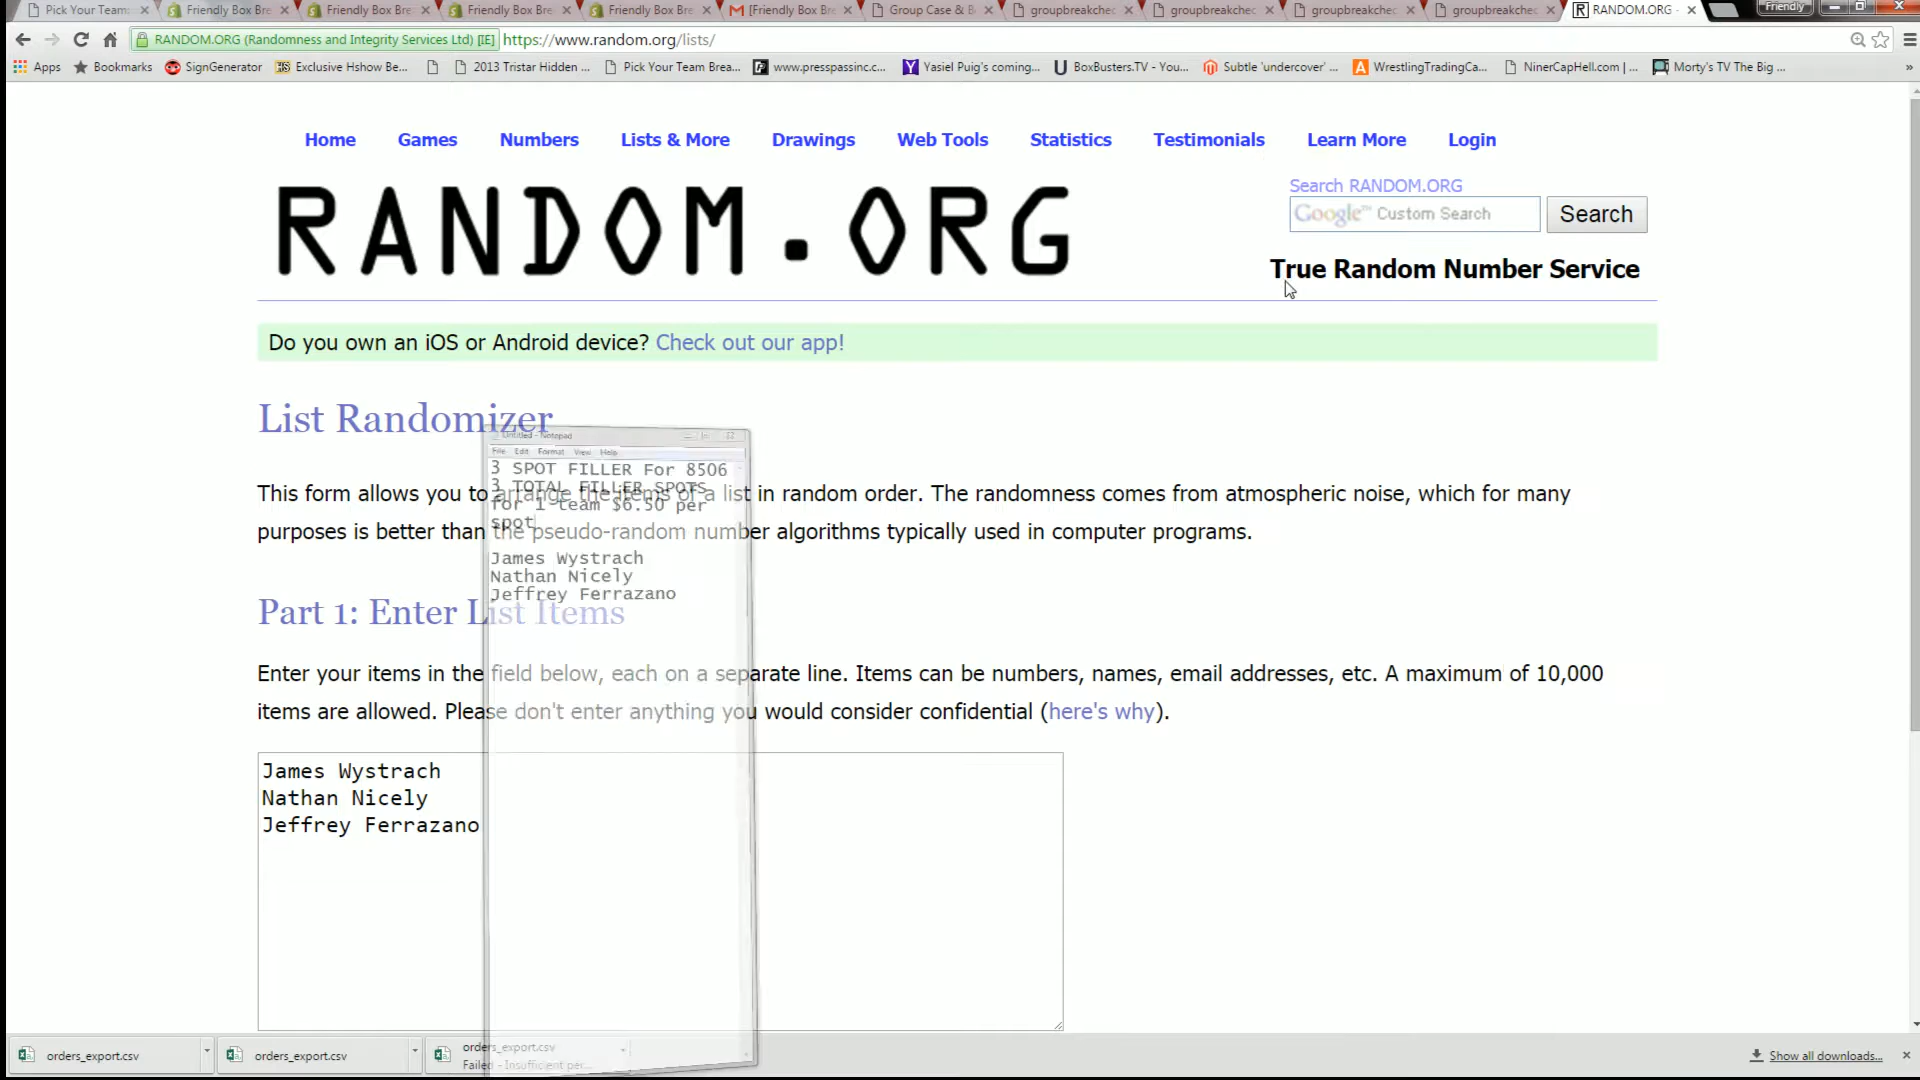 Pick Your Team:
Friendly Box Bre
Friendly Box Bre
Friendly Box Bre
Friendly Box Bre
[Friendly Box Bre
Group Case & B
groupbreakchec
groupbreakchec
groupbreakchec
groupbreakchec
RANDOM.ORG -
Friendly
RANDOM.ORG (Randomness and Integrity Services Ltd) [IE]
https://www.random.org/lists/
Apps
Bookmarks
SignGenerator
Exclusive Hshow Be...
2013 Tristar Hidden ...
Pick Your Team Brea...
www.presspassinc.c...
Yasiel Puig's coming...
BoxBusters.TV - You...
Subtle 'undercover' ...
WrestlingTradingCa...
NinerCapHell.com | ...
Morty's TV The Big ...
»
Home Games Numbers Lists & More Drawings Web Tools Statistics Testimonials Learn More Login
RANDOM.ORG
Search RANDOM.ORG
Google™ Custom Search
Search
True Random Number Service
Do you own an iOS or Android device? Check out our app!
List Randomizer
This form allows you to arrange the items of a list in random order. The randomness comes from atmospheric noise, which for many
purposes is better than the pseudo-random number algorithms typically used in computer programs.
Part 1: Enter List Items
Enter your items in the field below, each on a separate line. Items can be numbers, names, email addresses, etc. A maximum of 10,000
items are allowed. Please don't enter anything you would consider confidential (here's why).
James Wystrach
Nathan Nicely
Jeffrey Ferrazano
Untitled - Notepad
File Edit Format View Help
3 SPOT FILLER For 8506
3 TOTAL FILLER SPOTS
for 1 team $6.50 per
spot
James Wystrach
Nathan Nicely
Jeffrey Ferrazano
orders_export.csv
orders_export.csv
orders_export.csv
Failed - Insufficient per...
Show all downloads...